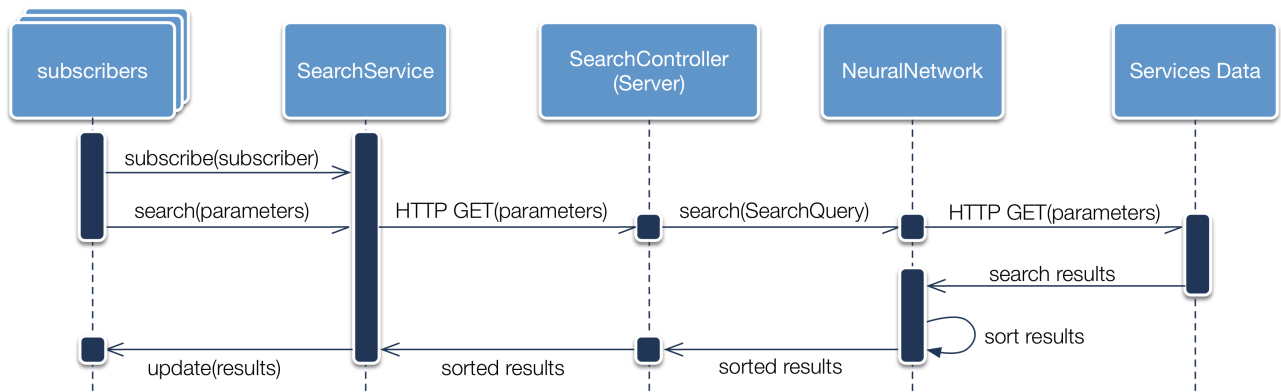 subscribers
SearchService
SearchController
(Server)
NeuralNetwork
Services Data
subscribe(subscriber)
search(parameters)
HTTP GET(parameters)
search(SearchQuery)
HTTP GET(parameters)
search results
sort results
update(results)
sorted results
sorted results